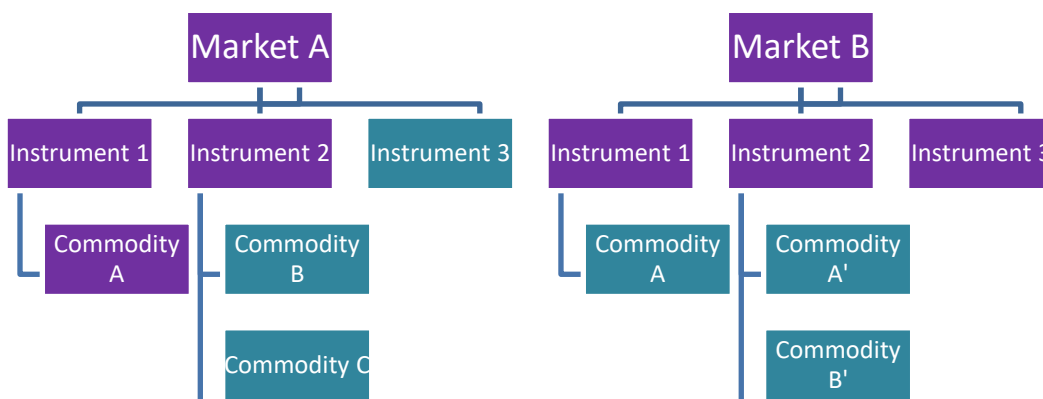 Market A
Market B
Instrument 1
Instrument 2
Instrument 3
Instrument 1
Instrument 2
Instrument 3
Commodity
A
Commodity
B
Commodity
A
Commodity
A'
Commodity C
Commodity
B'